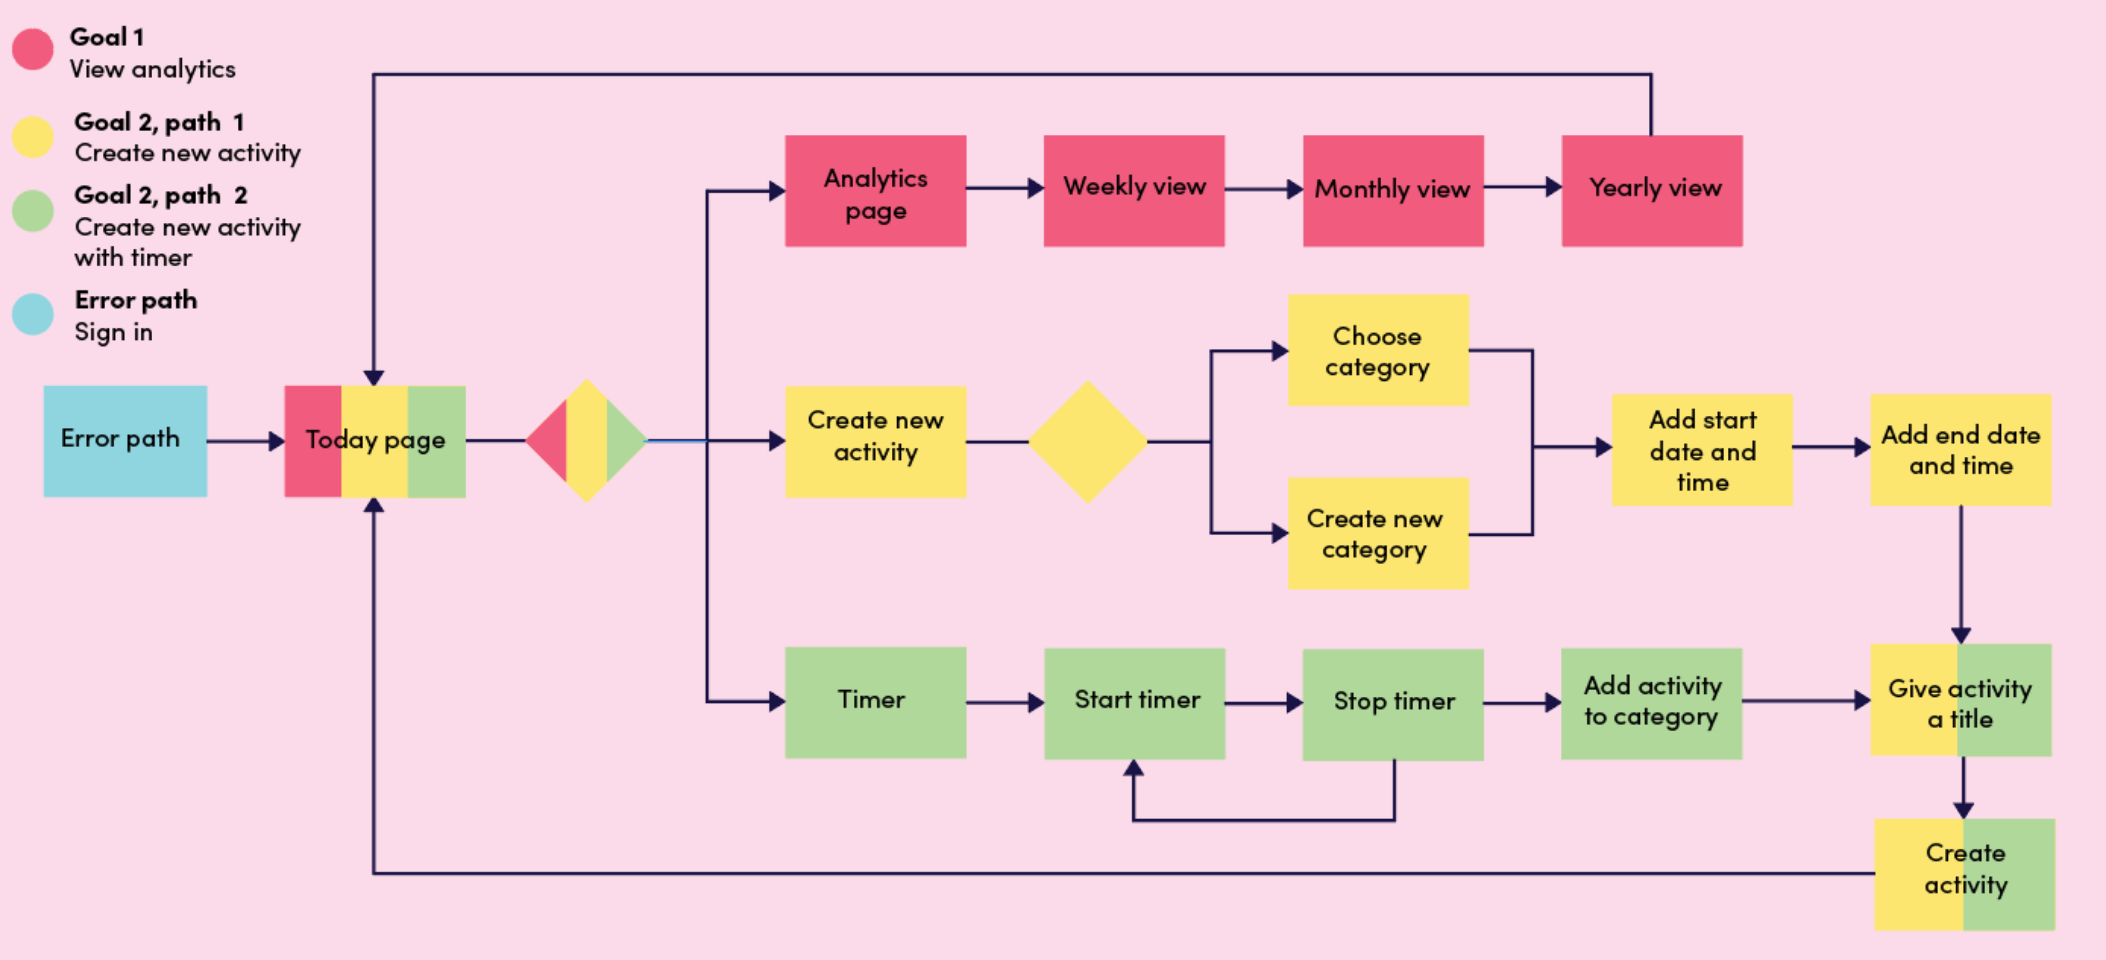 Goal 1
View analytics
Goal 2, path 1
Create new activity
Goal 2, path 2
Create new activity
with timer
Error path
Sign in
Analytics
page
Weekly view
Monthly view
Yearly view
Error path
Today page
Create new
activity
Choose
category
Create new
category
Add start
date and
time
Add end date
and time
Timer
Start timer
Stop timer
Add activity
to category
Give activity
a title
Create
activity